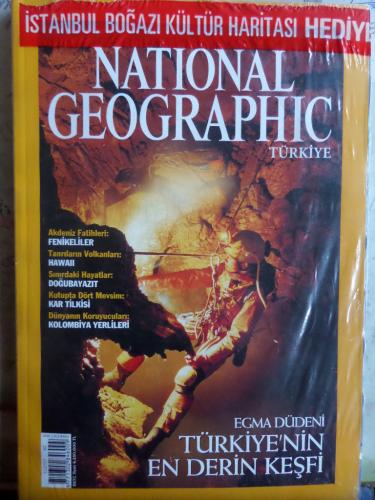 İSTANBUL BOĞAZI KÜLTÜR HARİTASI HEDİYE
NATIONAL
GEOGRAPHIC
TÜRKİYE
Akdeniz Fatihleri:
FENİKELİLER
Tanrıların Volkanları:
HAWAII
Sınırdaki Hayatlar:
DOĞUBAYAZIT
Kutupta Dört Mevsim:
KAR TİLKİSİ
Dünyanın Koruyucuları:
KOLOMBİYA YERLİLERİ
EGMA DÜDENİ
TÜRKİYE'NİN
EN DERİN KEŞFİ